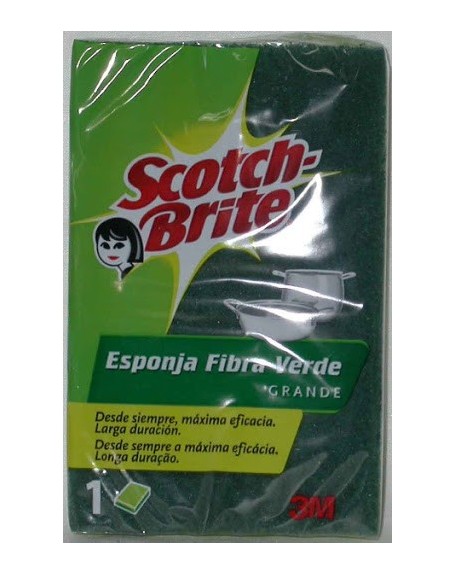 Scotch-
Brite
Esponja Fibra Verde
GRANDE
Desde siempre, máxima eficacia.
Larga duración.
Desde sempre a máxima eficácia.
Longa duração.
1
3M